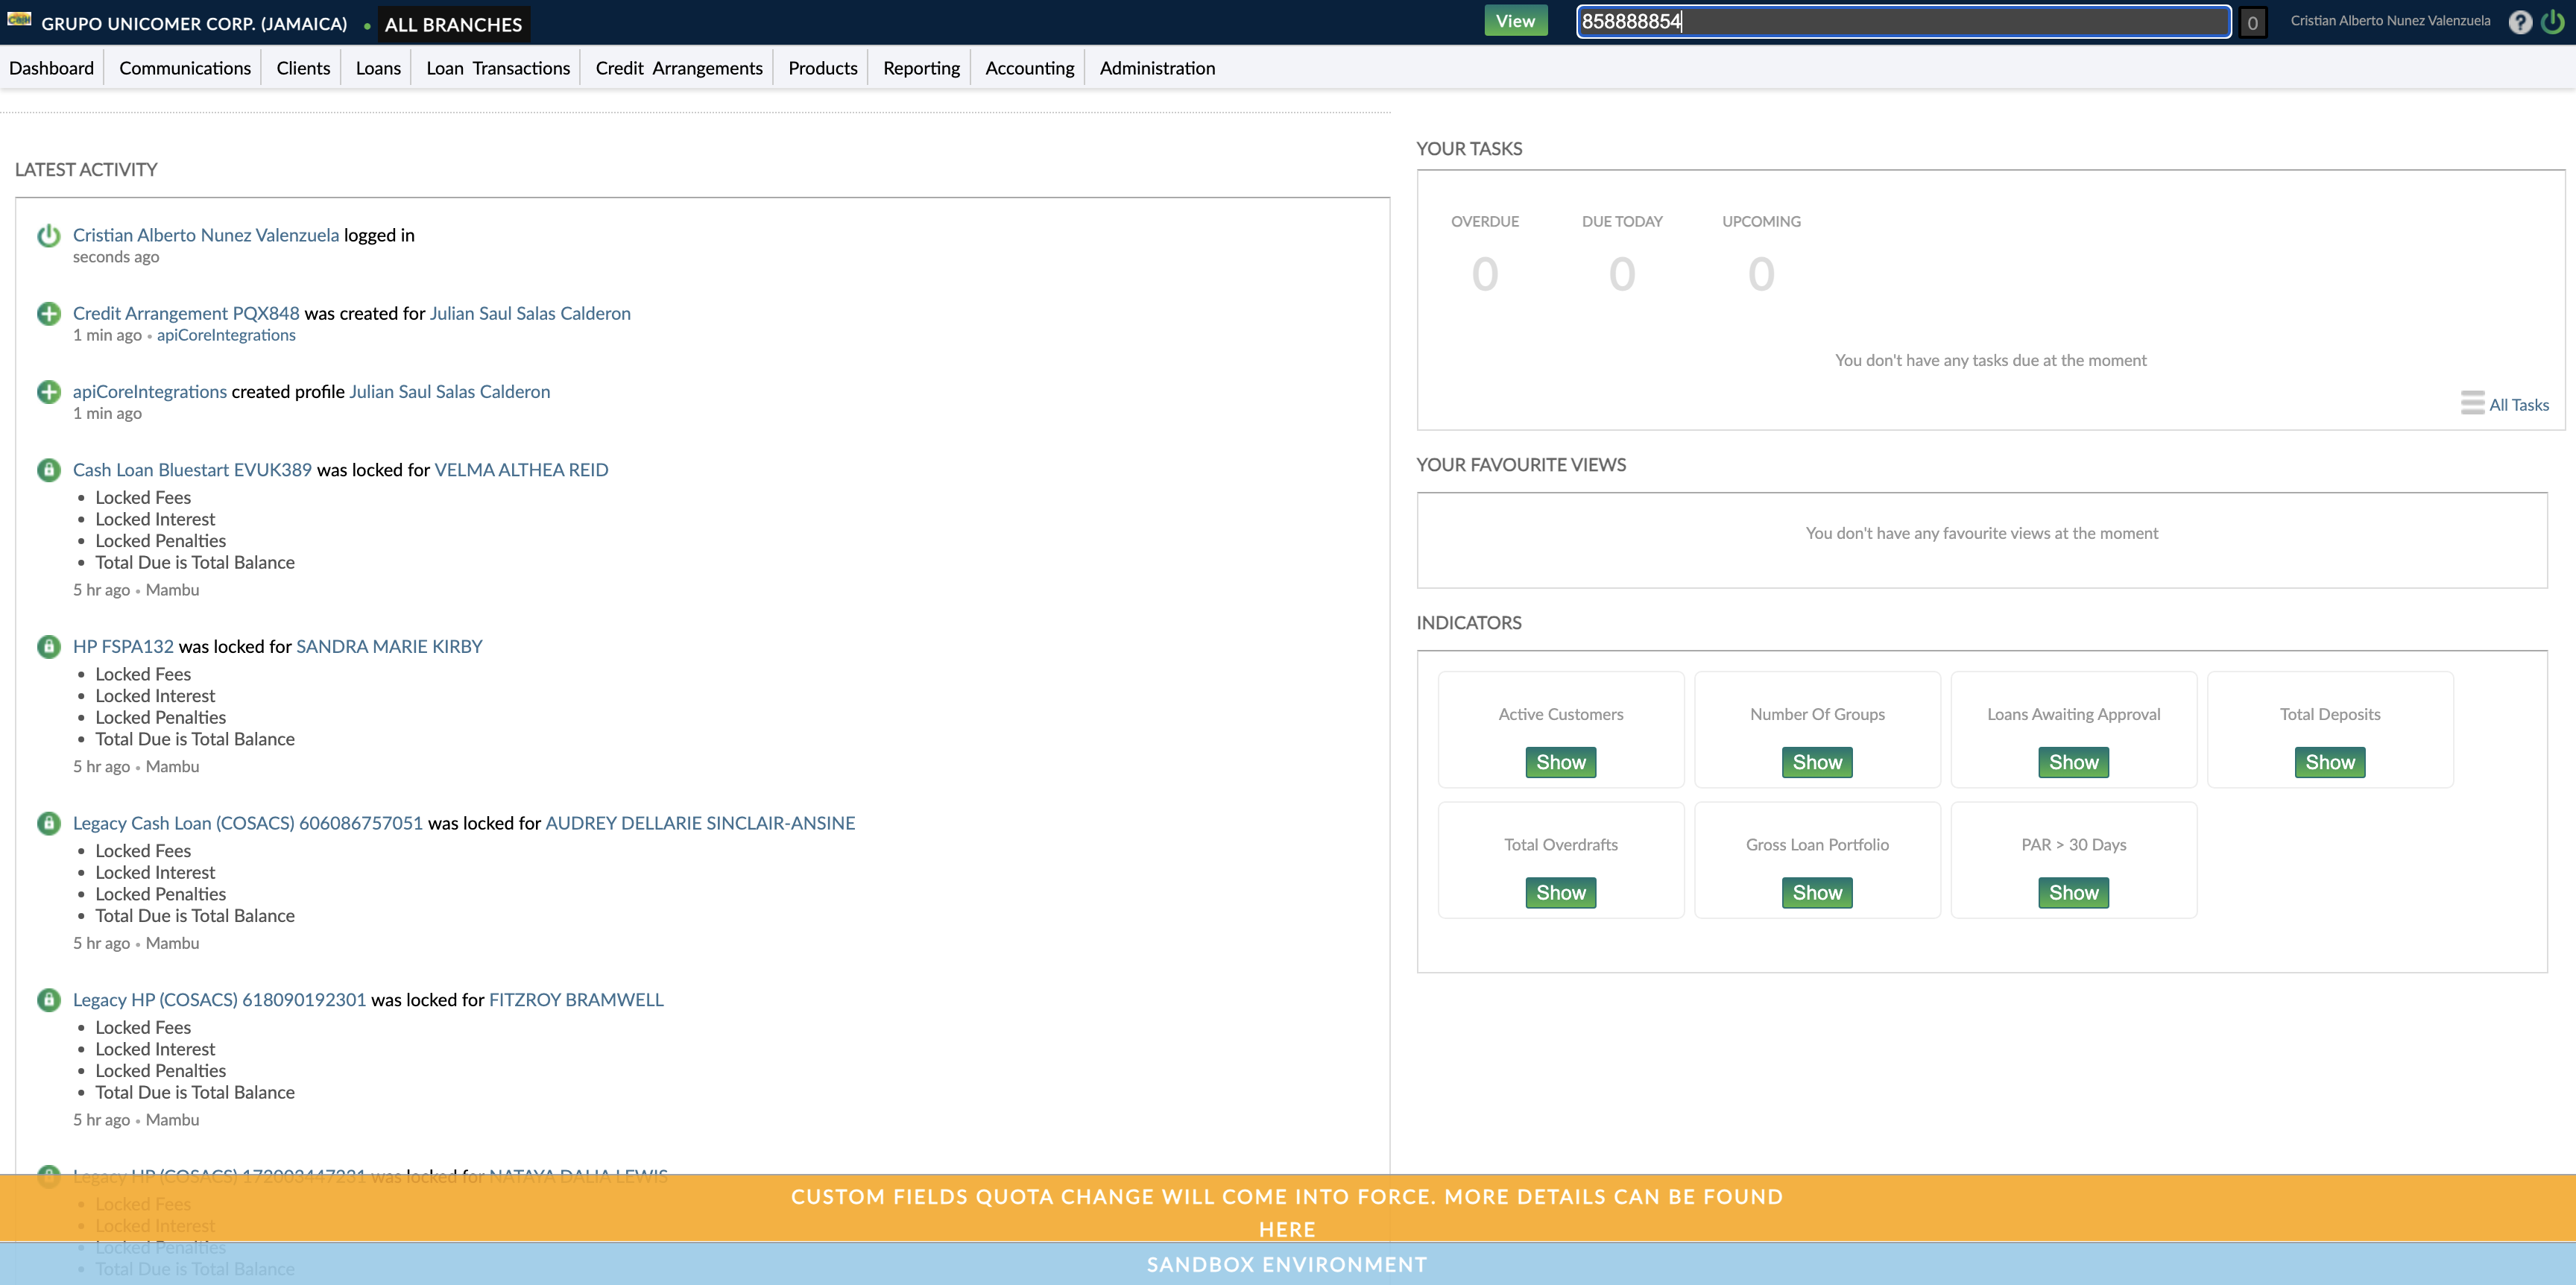 GRUPO UNICOMER CORP. (JAMAICA) • ALL BRANCHES
View
858888854
0
Cristian Alberto Nunez Valenzuela
?
Dashboard
Communications
Clients
Loans
Loan Transactions
Credit Arrangements
Products
Reporting
Accounting
Administration
LATEST ACTIVITY
Cristian Alberto Nunez Valenzuela logged in
seconds ago
Credit Arrangement PQX848 was created for Julian Saul Salas Calderon
1 min ago • apiCoreIntegrations
apiCoreIntegrations created profile Julian Saul Salas Calderon
1 min ago
Cash Loan Bluestart EVUK389 was locked for VELMA ALTHEA REID
• Locked Fees
• Locked Interest
• Locked Penalties
• Total Due is Total Balance
5 hr ago • Mambu
HP FSPA132 was locked for SANDRA MARIE KIRBY
• Locked Fees
• Locked Interest
• Locked Penalties
• Total Due is Total Balance
5 hr ago • Mambu
Legacy Cash Loan (COSACS) 606086757051 was locked for AUDREY DELLARIE SINCLAIR-ANSINE
• Locked Fees
• Locked Interest
• Locked Penalties
• Total Due is Total Balance
5 hr ago • Mambu
Legacy HP (COSACS) 618090192301 was locked for FITZROY BRAMWELL
• Locked Fees
• Locked Interest
• Locked Penalties
• Total Due is Total Balance
5 hr ago • Mambu
Legacy HP (COSACS) 172003447231 was locked for NATAYA DALIA LEWIS
• Locked Fees
• Locked Interest
• Locked Penalties
• Total Due is Total Balance
YOUR TASKS
OVERDUE
DUE TODAY
UPCOMING
0
0
0
You don't have any tasks due at the moment
All Tasks
YOUR FAVOURITE VIEWS
You don't have any favourite views at the moment
INDICATORS
Active Customers
Show
Number Of Groups
Show
Loans Awaiting Approval
Show
Total Deposits
Show
Total Overdrafts
Show
Gross Loan Portfolio
Show
PAR > 30 Days
Show
CUSTOM FIELDS QUOTA CHANGE WILL COME INTO FORCE. MORE DETAILS CAN BE FOUND
HERE
SANDBOX ENVIRONMENT